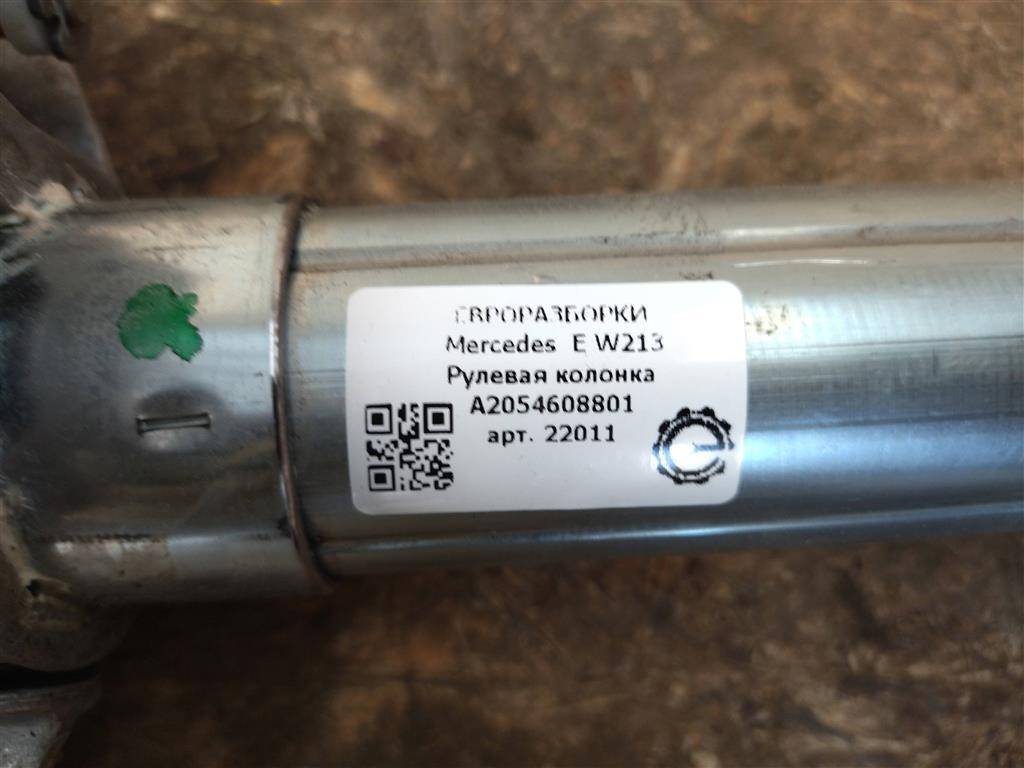 ЕВРОРАЗБОРКИ
Mercedes E W213
Рулевая колонка
A2054608801
арт. 22011